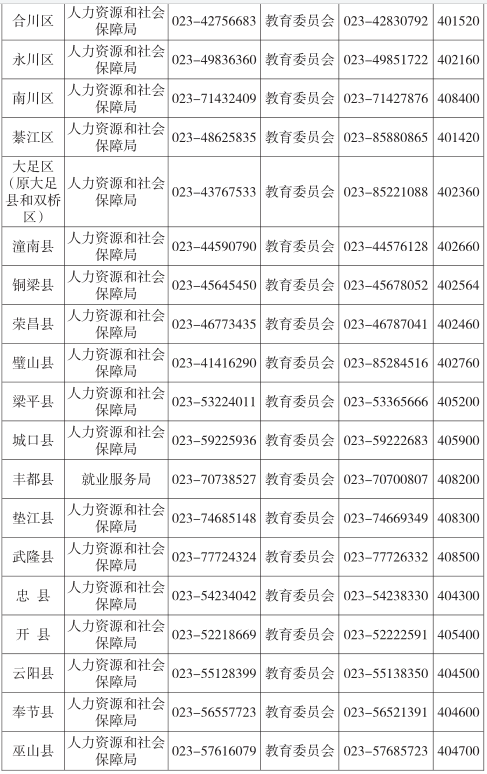 合川区 人力资源和社会保障局 023-42756683 教育委员会 023-42830792 401520
永川区 人力资源和社会保障局 023-49836360 教育委员会 023-49851722 402160
南川区 人力资源和社会保障局 023-71432409 教育委员会 023-71427876 408400
綦江区 人力资源和社会保障局 023-48625835 教育委员会 023-85880865 401420
大足区（原大足县和双桥区） 人力资源和社会保障局 023-43767533 教育委员会 023-85221088 402360
潼南县 人力资源和社会保障局 023-44590790 教育委员会 023-44576128 402660
铜梁县 人力资源和社会保障局 023-45645450 教育委员会 023-45678052 402564
荣昌县 人力资源和社会保障局 023-46773435 教育委员会 023-46787041 402460
璧山县 人力资源和社会保障局 023-41416290 教育委员会 023-85284516 402760
梁平县 人力资源和社会保障局 023-53224011 教育委员会 023-53365666 405200
城口县 人力资源和社会保障局 023-59225936 教育委员会 023-59222683 405900
丰都县 就业服务局 023-70738527 教育委员会 023-70700807 408200
垫江县 人力资源和社会保障局 023-74685148 教育委员会 023-74669349 408300
武隆县 人力资源和社会保障局 023-77724324 教育委员会 023-77726332 408500
忠 县 人力资源和社会保障局 023-54234042 教育委员会 023-54238330 404300
开 县 人力资源和社会保障局 023-52218669 教育委员会 023-52222591 405400
云阳县 人力资源和社会保障局 023-55128399 教育委员会 023-55138350 404500
奉节县 人力资源和社会保障局 023-56557723 教育委员会 023-56521391 404600
巫山县 人力资源和社会保障局 023-57616079 教育委员会 023-57685723 404700